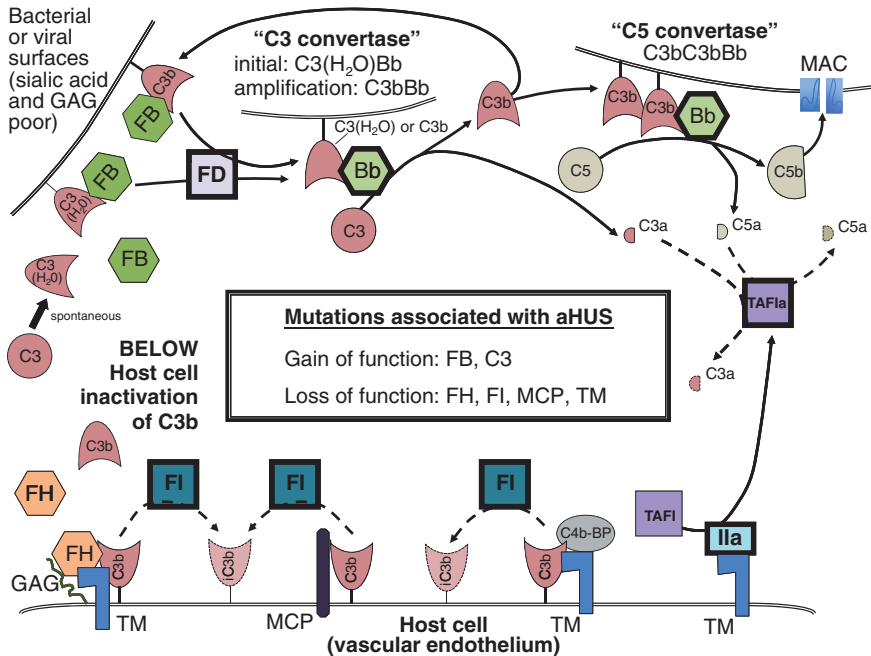 Bacterial
or viral
surfaces
(sialic acid
and GAG
poor)
"C3 convertase"
initial: C3(H₂O)Bb
amplification: C3bBb
"C5 convertase"
C3bC3bBb
MAC
C3b
FB
C3(H₂O) or C3b
C3b
C3b
C3b
Bb
FB
C3
(H₂0)
FD
Bb
C5
C5b
C3
C3a
C5a
C5a
FB
C3
(H₂0)
spontaneous
C3
TAFIa
C3a
Mutations associated with aHUS
Gain of function: FB, C3
Loss of function: FH, FI, MCP, TM
BELOW
Host cell
inactivation
of C3b
C3b
FH
FI
FI
FI
TAFI
IIa
FH
C3b
iC3b
C3b
iC3b
C3b
C4b-BP
GAG
TM
MCP
Host cell
(vascular endothelium)
TM
TM